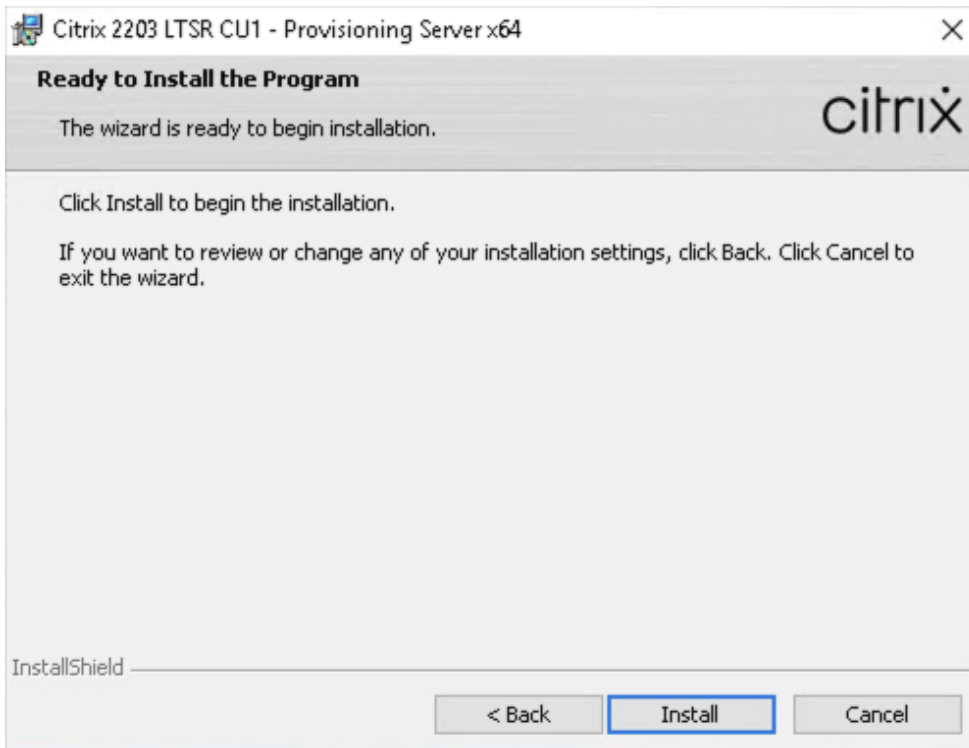 Citrix 2203 LTSR CU1 - Provisioning Server x64
Ready to Install the Program
The wizard is ready to begin installation.
citrix
Click Install to begin the installation.
If you want to review or change any of your installation settings, click Back. Click Cancel to
exit the wizard.
InstallShield
< Back
Install
Cancel